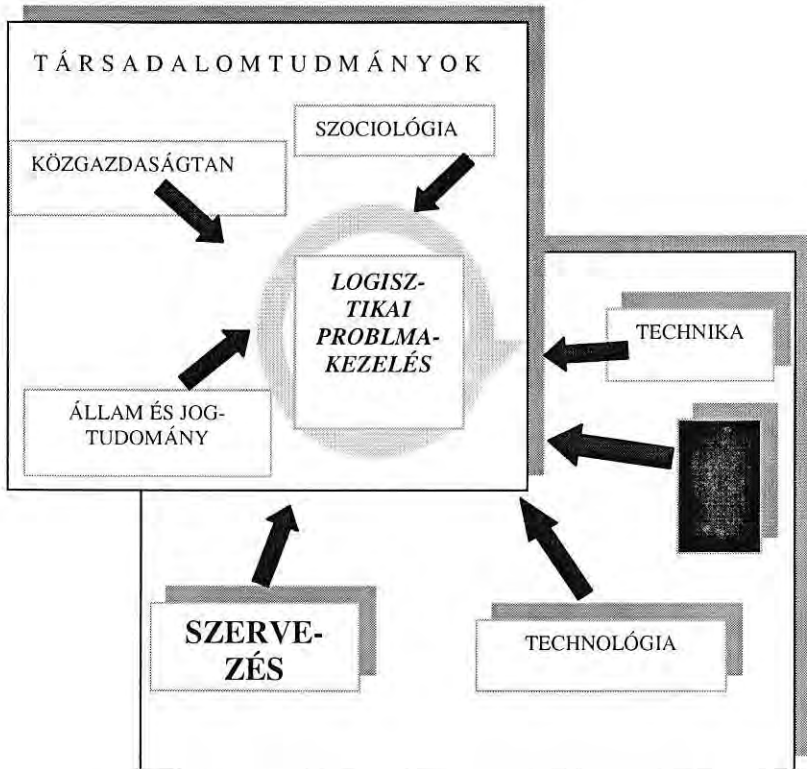 TÁRSADALOMTUDMÁNYOK
SZOCIOLÓGIA
KÖZGAZDASÁGTAN
LOGISZ-
TIKAI
PROBLMA-
KEZELÉS
TECHNIKA
ÁLLAM ÉS JOG-
TUDOMÁNY
SZERVE-
ZÉS
TECHNOLÓGIA